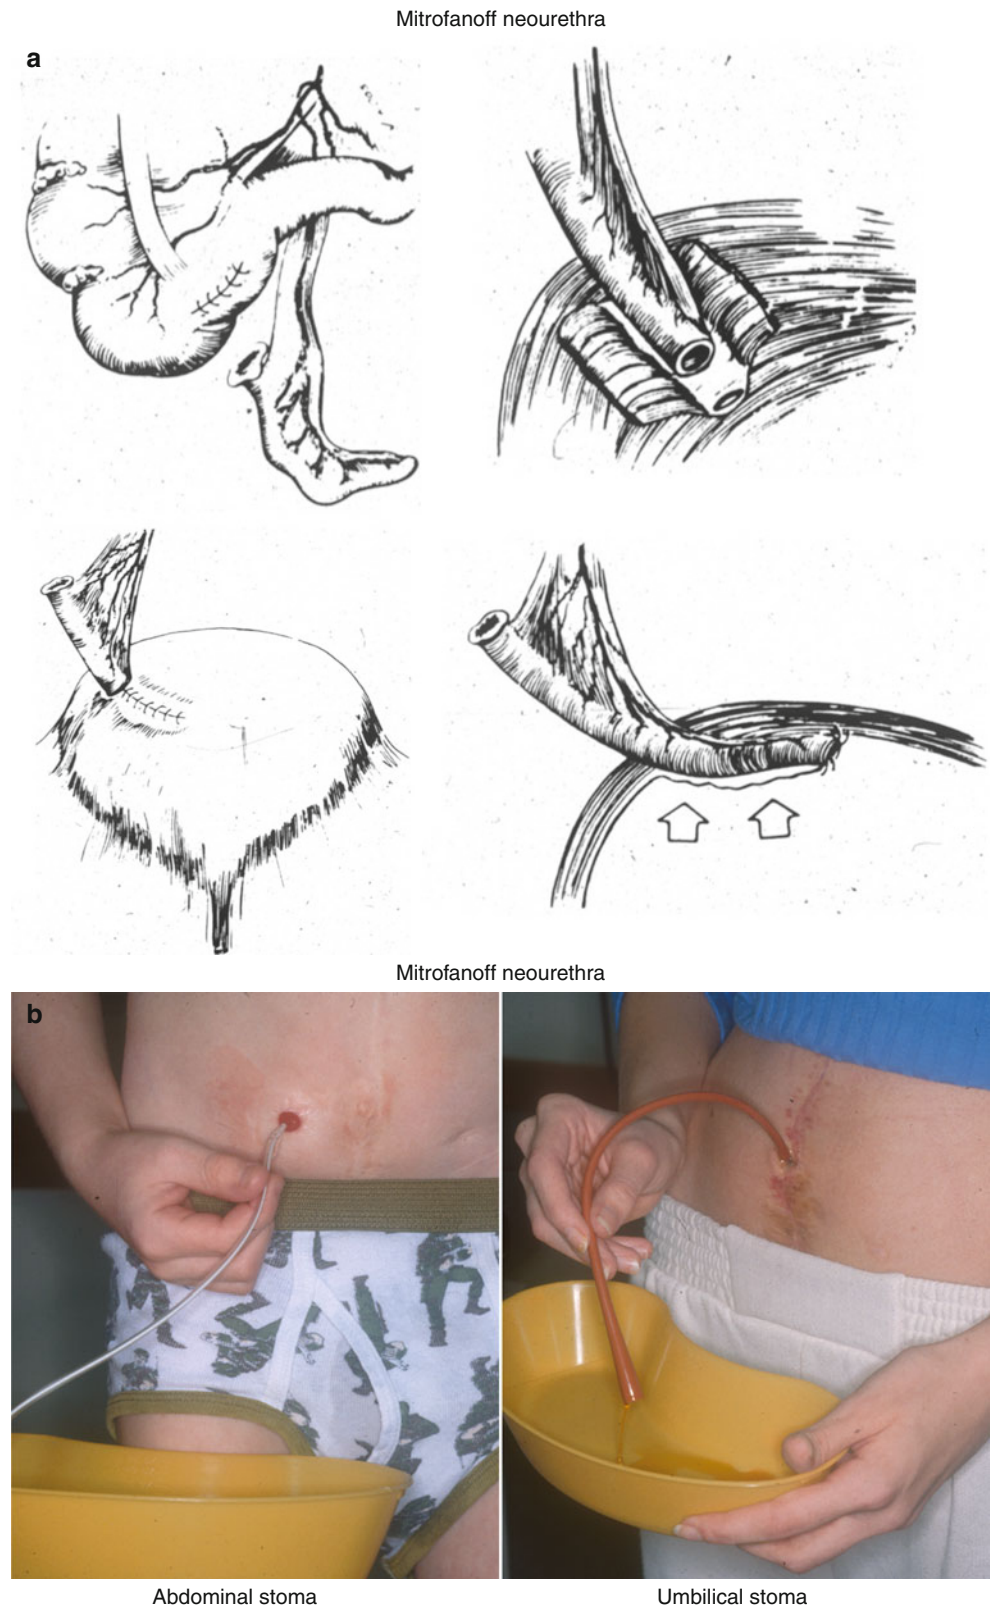 Mitrofanoff neourethra
a
Mitrofanoff neourethra
b
Abdominal stoma
Umbilical stoma